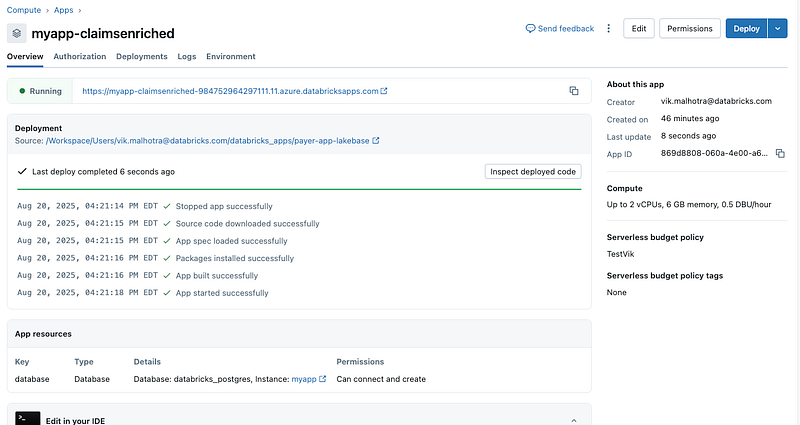 Compute › Apps ›
myapp-claimsenriched
Send feedback
Edit
Permissions
Deploy
Overview Authorization Deployments Logs Environment
Running
https://myapp-claimsenriched-984752964297111.11.azure.databricksapps.com
Deployment
Source: /Workspace/Users/vik.malhotra@databricks.com/databricks_apps/payer-app-lakebase
Last deploy completed 6 seconds ago
Inspect deployed code
Aug 20, 2025, 04:21:14 PM EDT ✓ Stopped app successfully
Aug 20, 2025, 04:21:15 PM EDT ✓ Source code downloaded successfully
Aug 20, 2025, 04:21:15 PM EDT ✓ App spec loaded successfully
Aug 20, 2025, 04:21:16 PM EDT ✓ Packages installed successfully
Aug 20, 2025, 04:21:16 PM EDT ✓ App built successfully
Aug 20, 2025, 04:21:18 PM EDT ✓ App started successfully
App resources
Key Type Details Permissions
database Database Database: databricks_postgres, Instance: myapp Can connect and create
Edit in your IDE
About this app
Creator vik.malhotra@databricks.com
Created on 46 minutes ago
Last update 8 seconds ago
App ID 869d8808-060a-4e00-a6...
Compute
Up to 2 vCPUs, 6 GB memory, 0.5 DBU/hour
Serverless budget policy
TestVik
Serverless budget policy tags
None